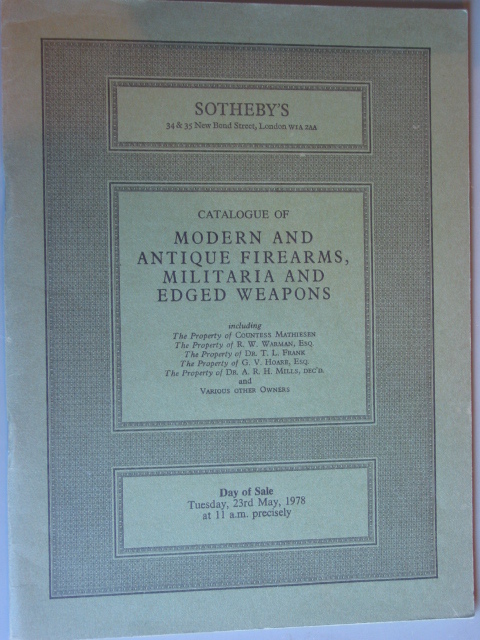 SOTHEBY'S
34 & 35 New Bond Street, London W1A 2AA
CATALOGUE OF
MODERN AND
ANTIQUE FIREARMS,
MILITARIA AND
EDGED WEAPONS
including
The Property of COUNTESS MATHIESEN
The Property of R. W. WARMAN, ESQ.
The Property of DR. T. L. FRANK
The Property of G. V. HOARE, ESQ.
The Property of DR. A. R. H. MILLS, DEC'D.
and
VARIOUS OTHER OWNERS
Day of Sale
Tuesday, 23rd May, 1978
at 11 a.m. precisely